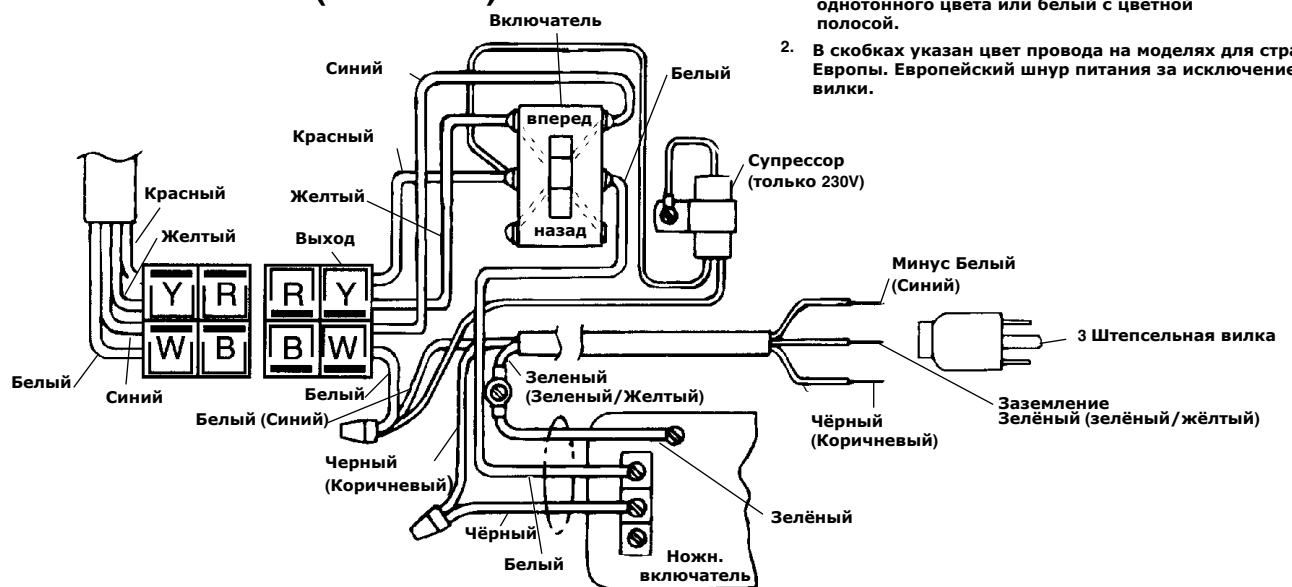 однотонного цвета или белый с цветной
полосой.
2. В скобках указан цвет провода на моделях для стра
Европы. Европейский шнур питания за исключение
вилки.
Включатель
Синий
Белый
вперед
Красный
Супрессор
(только 230V)
Красный
Желтый
назад
Желтый
Выход
Минус Белый
(Синий)
Y R
R Y
W B
B W
3 Штепсельная вилка
Белый
Синий
Белый
Зеленый
(Зеленый/Желтый)
Белый (Синий)
Заземление
Зелёный (зелёный/жёлтый)
Чёрный
(Коричневый)
Черный
(Коричневый)
Зелёный
Чёрный
Белый
Ножн.
включатель